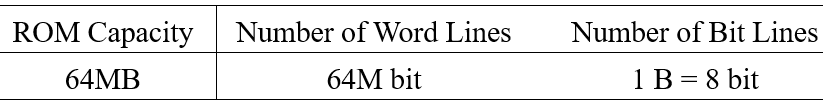 ROM Capacity Number of Word Lines Number of Bit Lines
64MB 64M bit 1 B = 8 bit